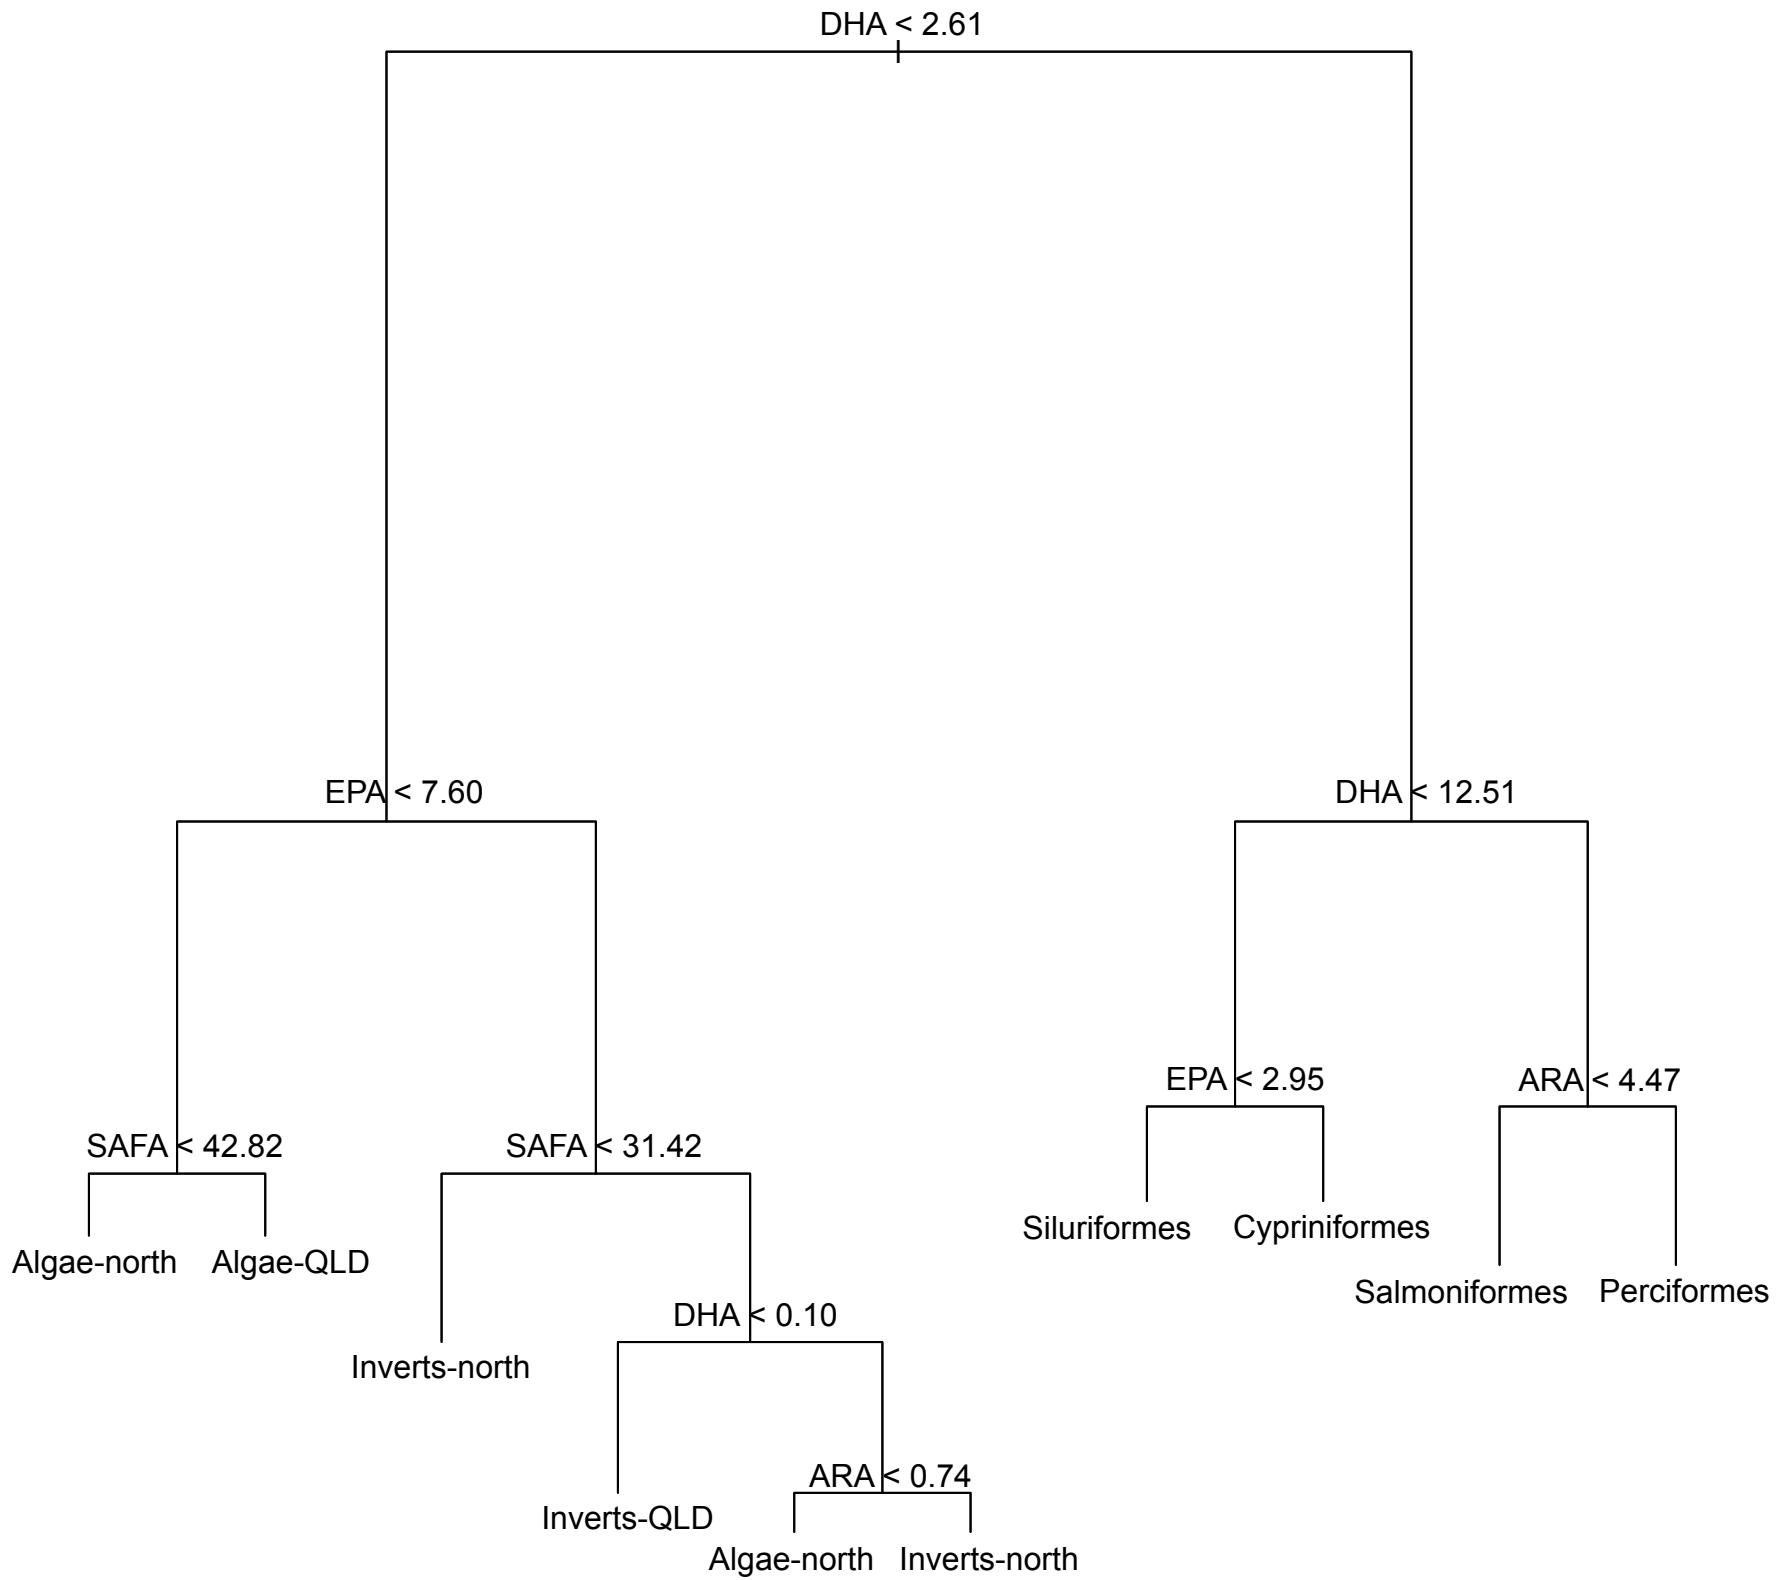 DHA < 2.61
EPA < 7.60
DHA < 12.51
EPA < 2.95
ARA < 4.47
SAFA < 42.82
SAFA < 31.42
Siluriformes
Cypriniformes
Algae-north
Algae-QLD
Salmoniformes
Perciformes
DHA < 0.10
Inverts-north
ARA < 0.74
Inverts-QLD
Algae-north
Inverts-north